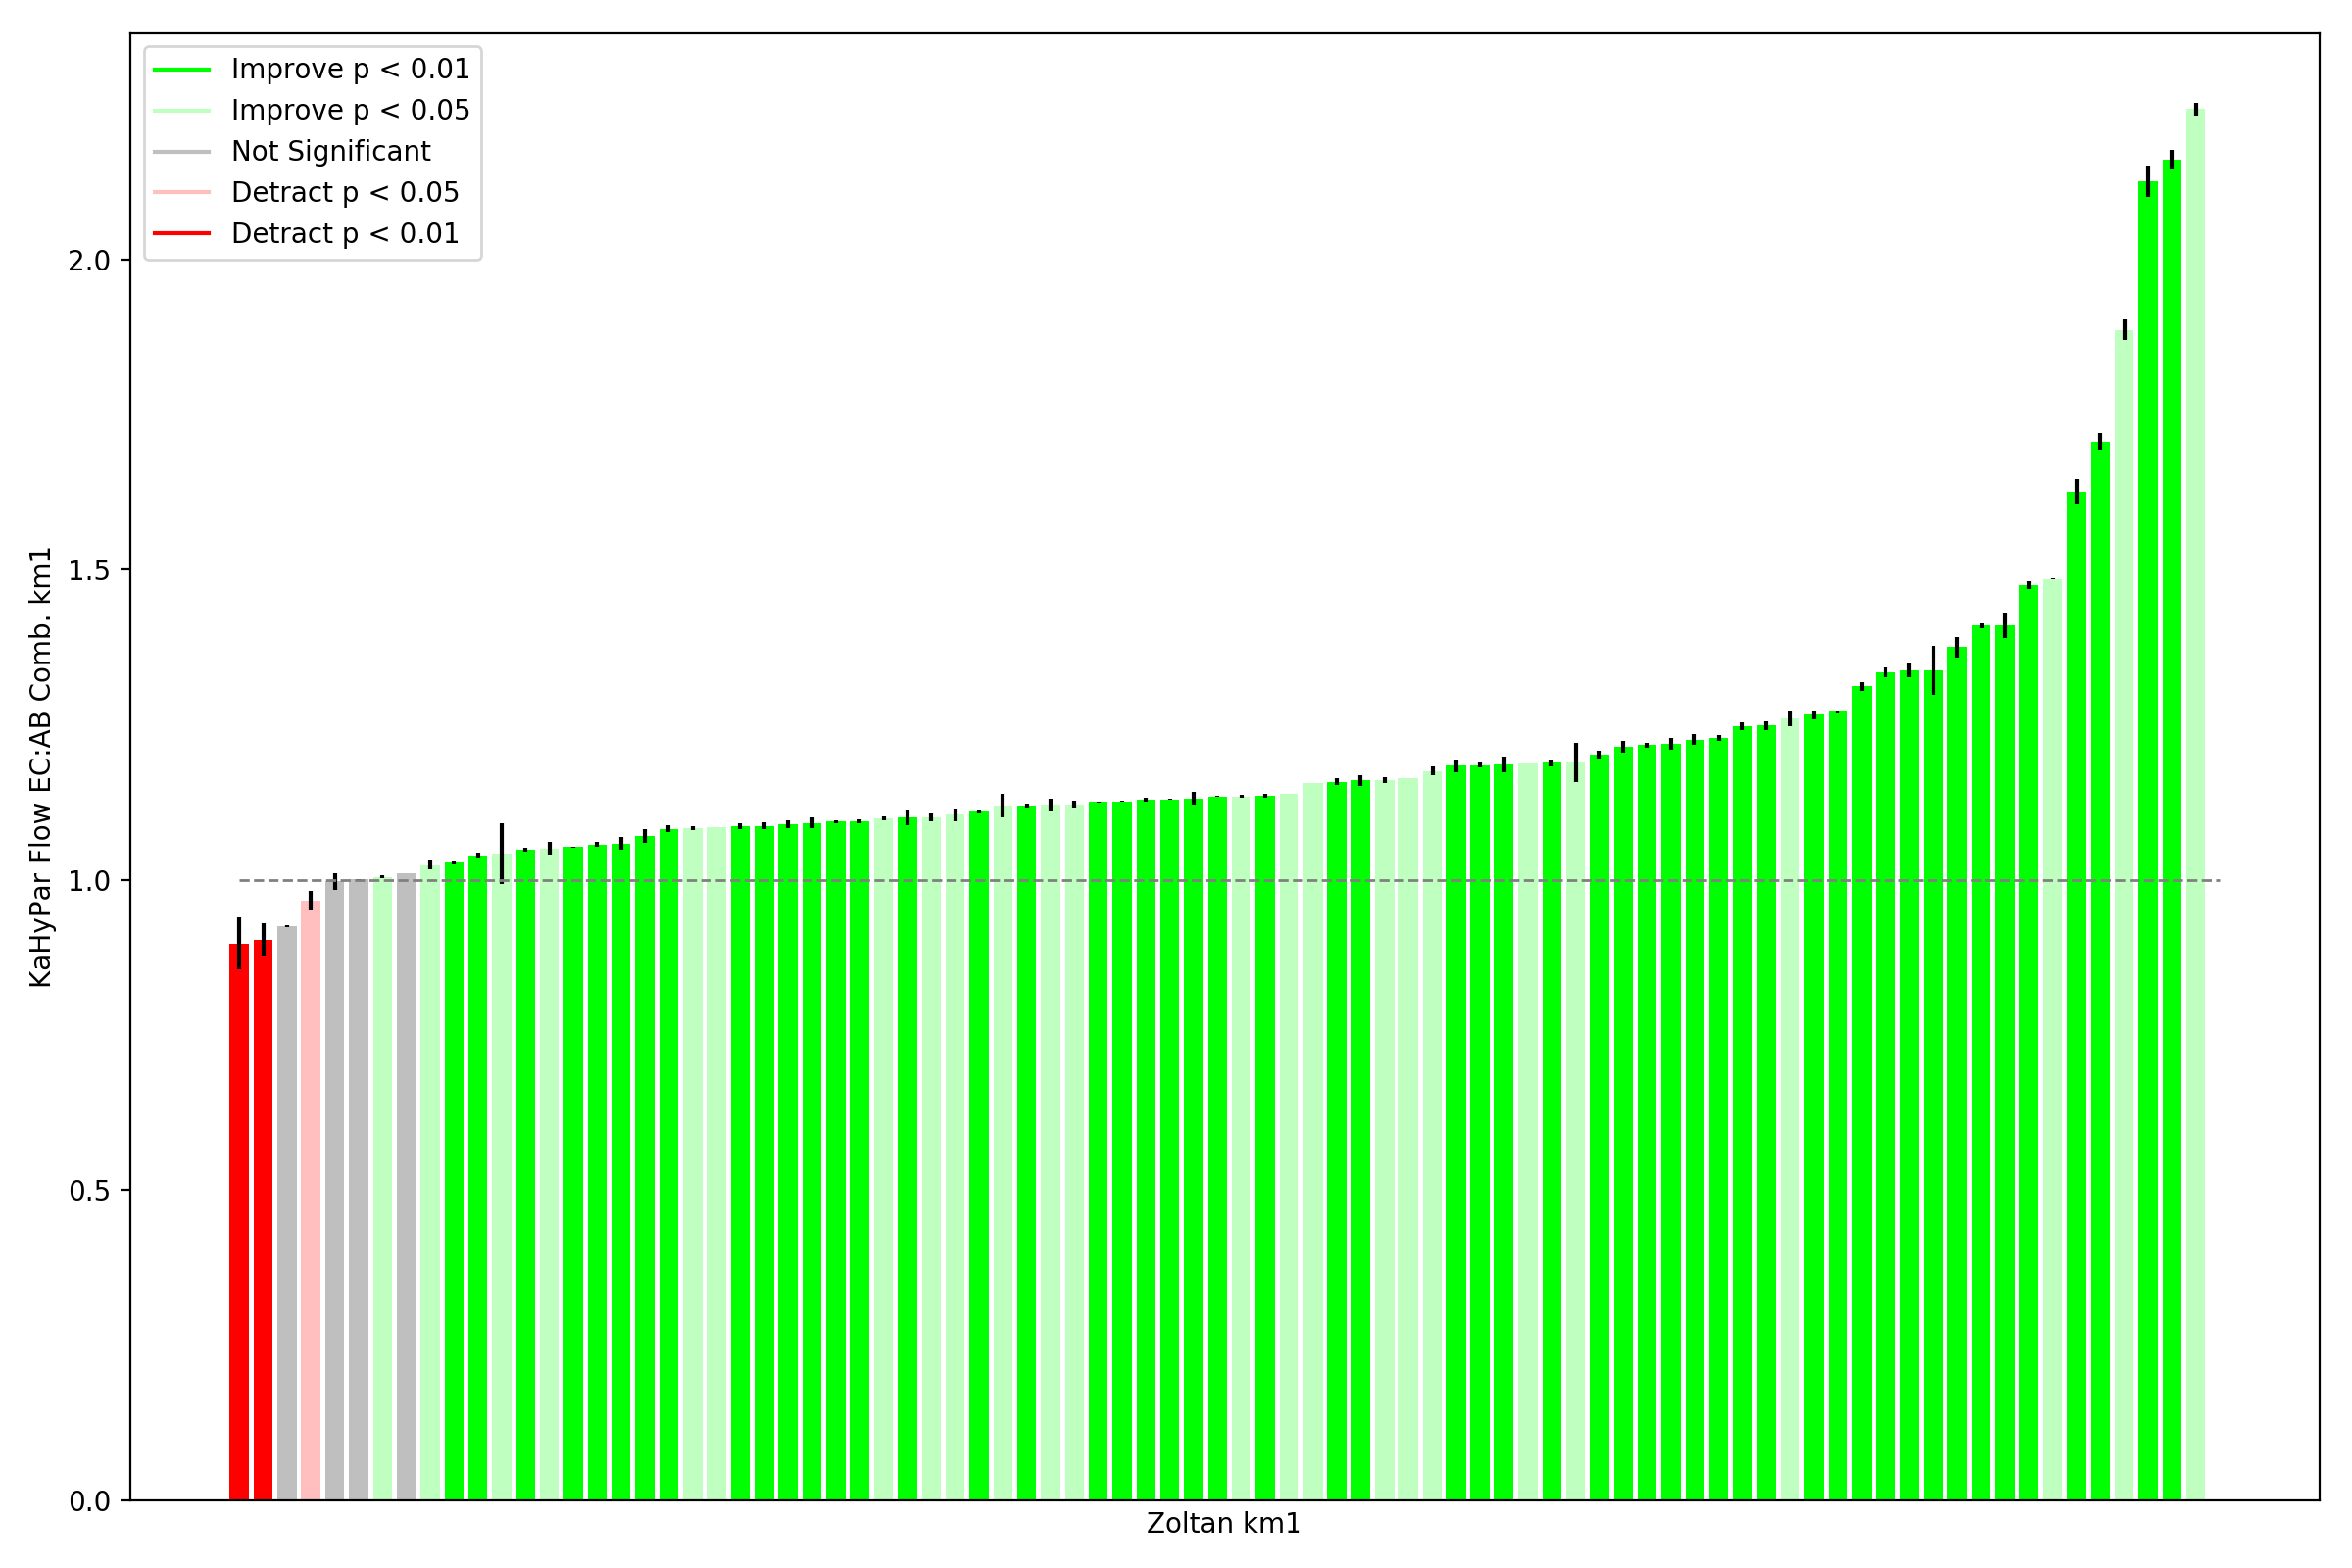 Improve p < 0.01
Improve p < 0.05
Not Significant
Detract p < 0.05
Detract p < 0.01
2.0
1.5
1.0
0.5
0.0
KaHyPar Flow EC:AB Comb. km1
Zoltan km1